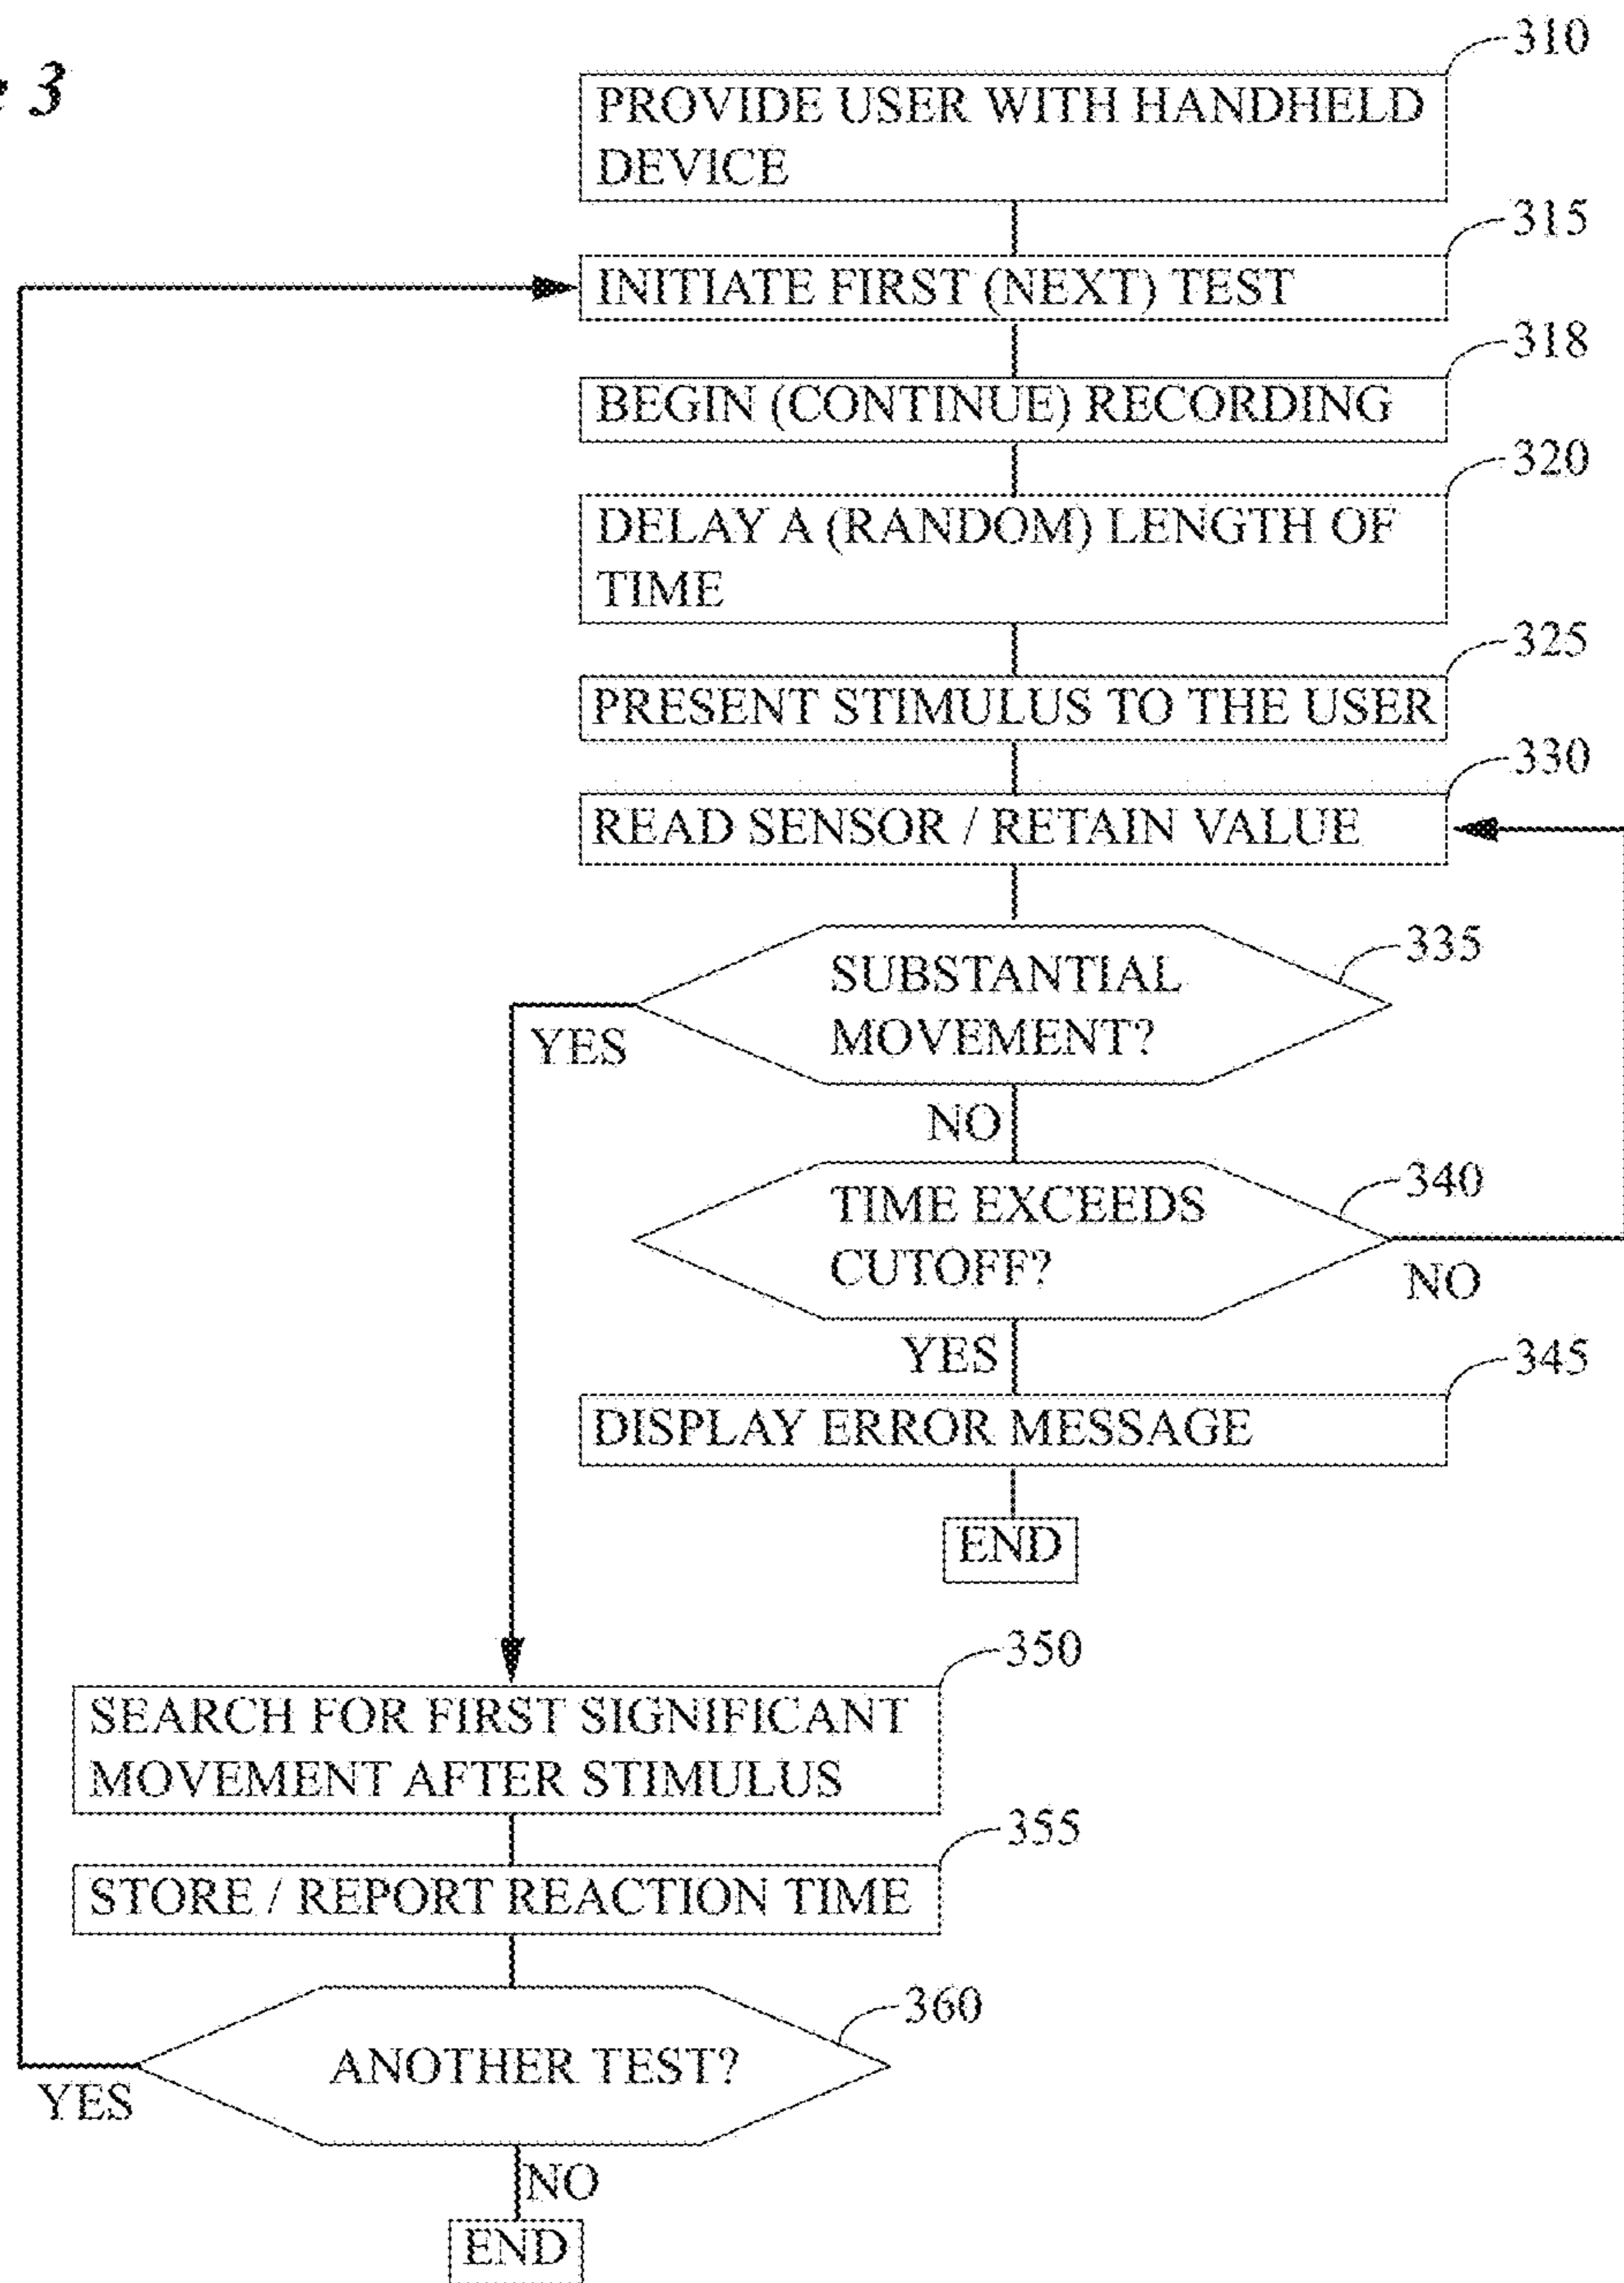 3
310
PROVIDE USER WITH HANDHELD
DEVICE
315
INITIATE FIRST (NEXT) TEST
318
BEGIN (CONTINUE) RECORDING
320
DELAY A (RANDOM) LENGTH OF
TIME
325
PRESENT STIMULUS TO THE USER
330
READ SENSOR / RETAIN VALUE
335
SUBSTANTIAL
MOVEMENT?
YES
NO
340
TIME EXCEEDS
CUTOFF?
NO
YES
345
DISPLAY ERROR MESSAGE
END
350
SEARCH FOR FIRST SIGNIFICANT
MOVEMENT AFTER STIMULUS
355
STORE / REPORT REACTION TIME
360
ANOTHER TEST?
YES
NO
END